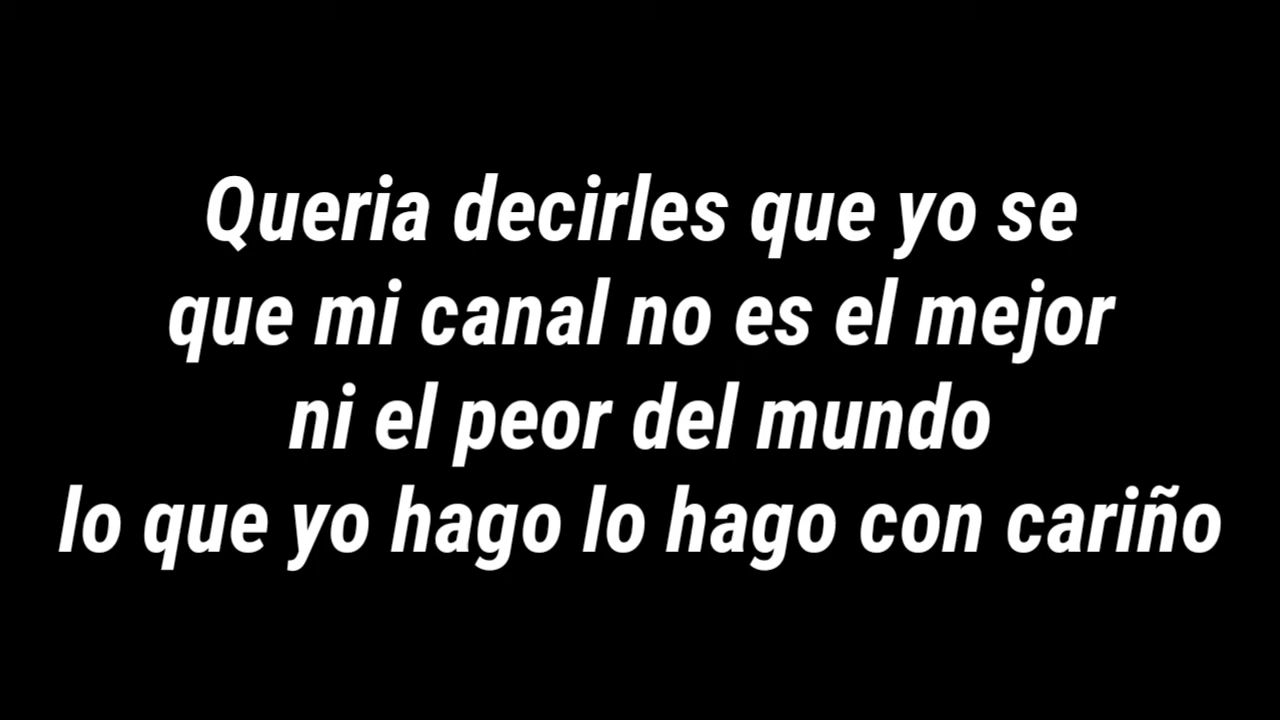 Queria decirles que yo se
que mi canal no es el mejor
ni el peor del mundo
lo que yo hago lo hago con cariño